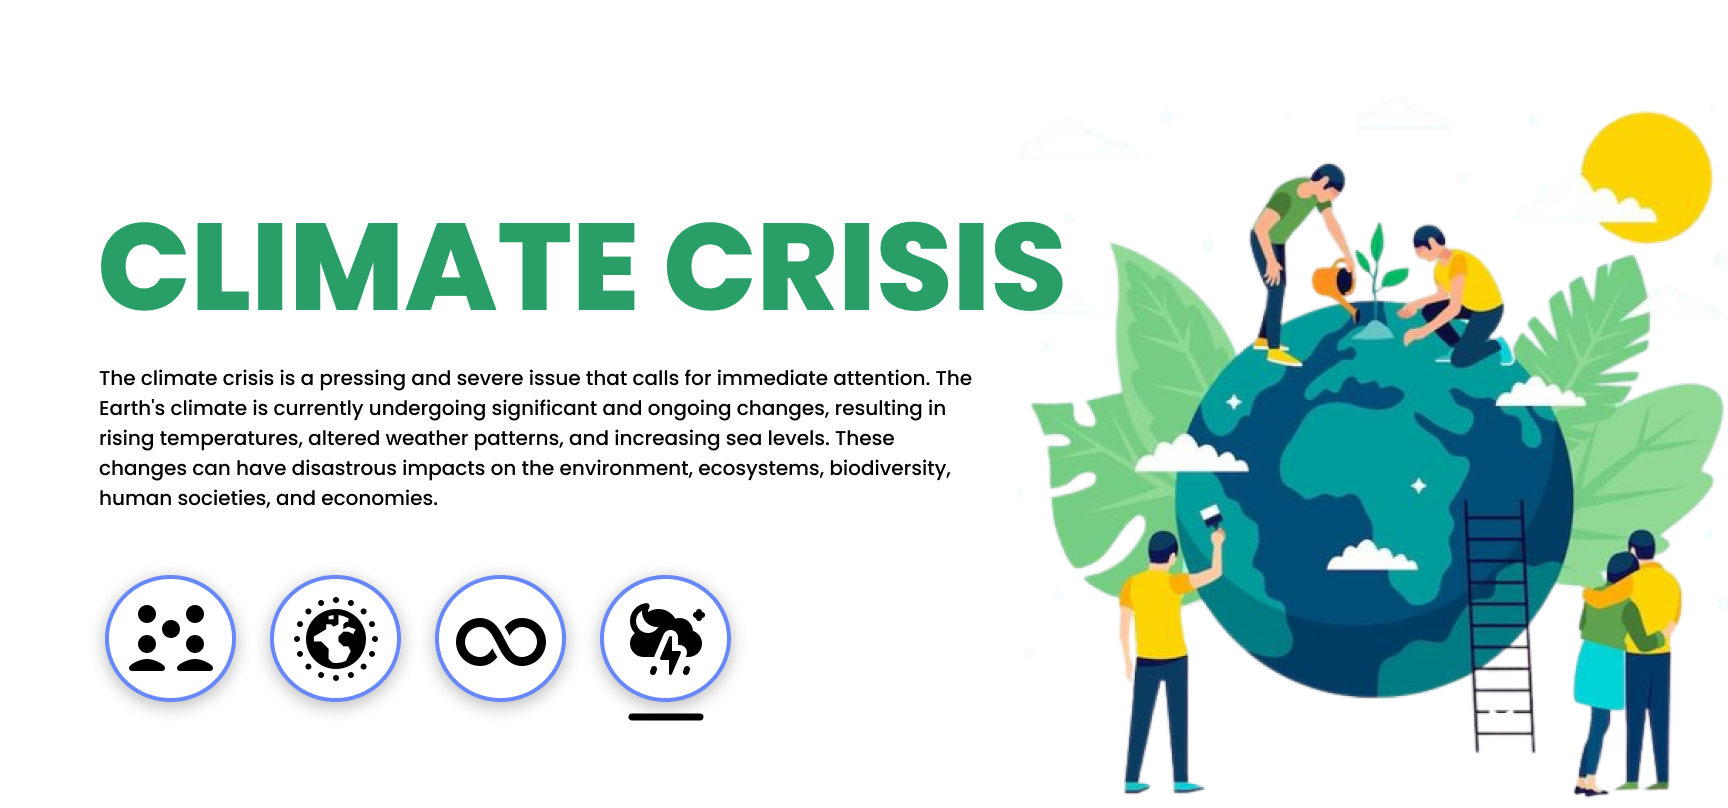 CLIMATE CRISIS
The climate crisis is a pressing and severe issue that calls for immediate attention. The
Earth's climate is currently undergoing significant and ongoing changes, resulting in
rising temperatures, altered weather patterns, and increasing sea levels. These
changes can have disastrous impacts on the environment, ecosystems, biodiversity,
human societies, and economies.